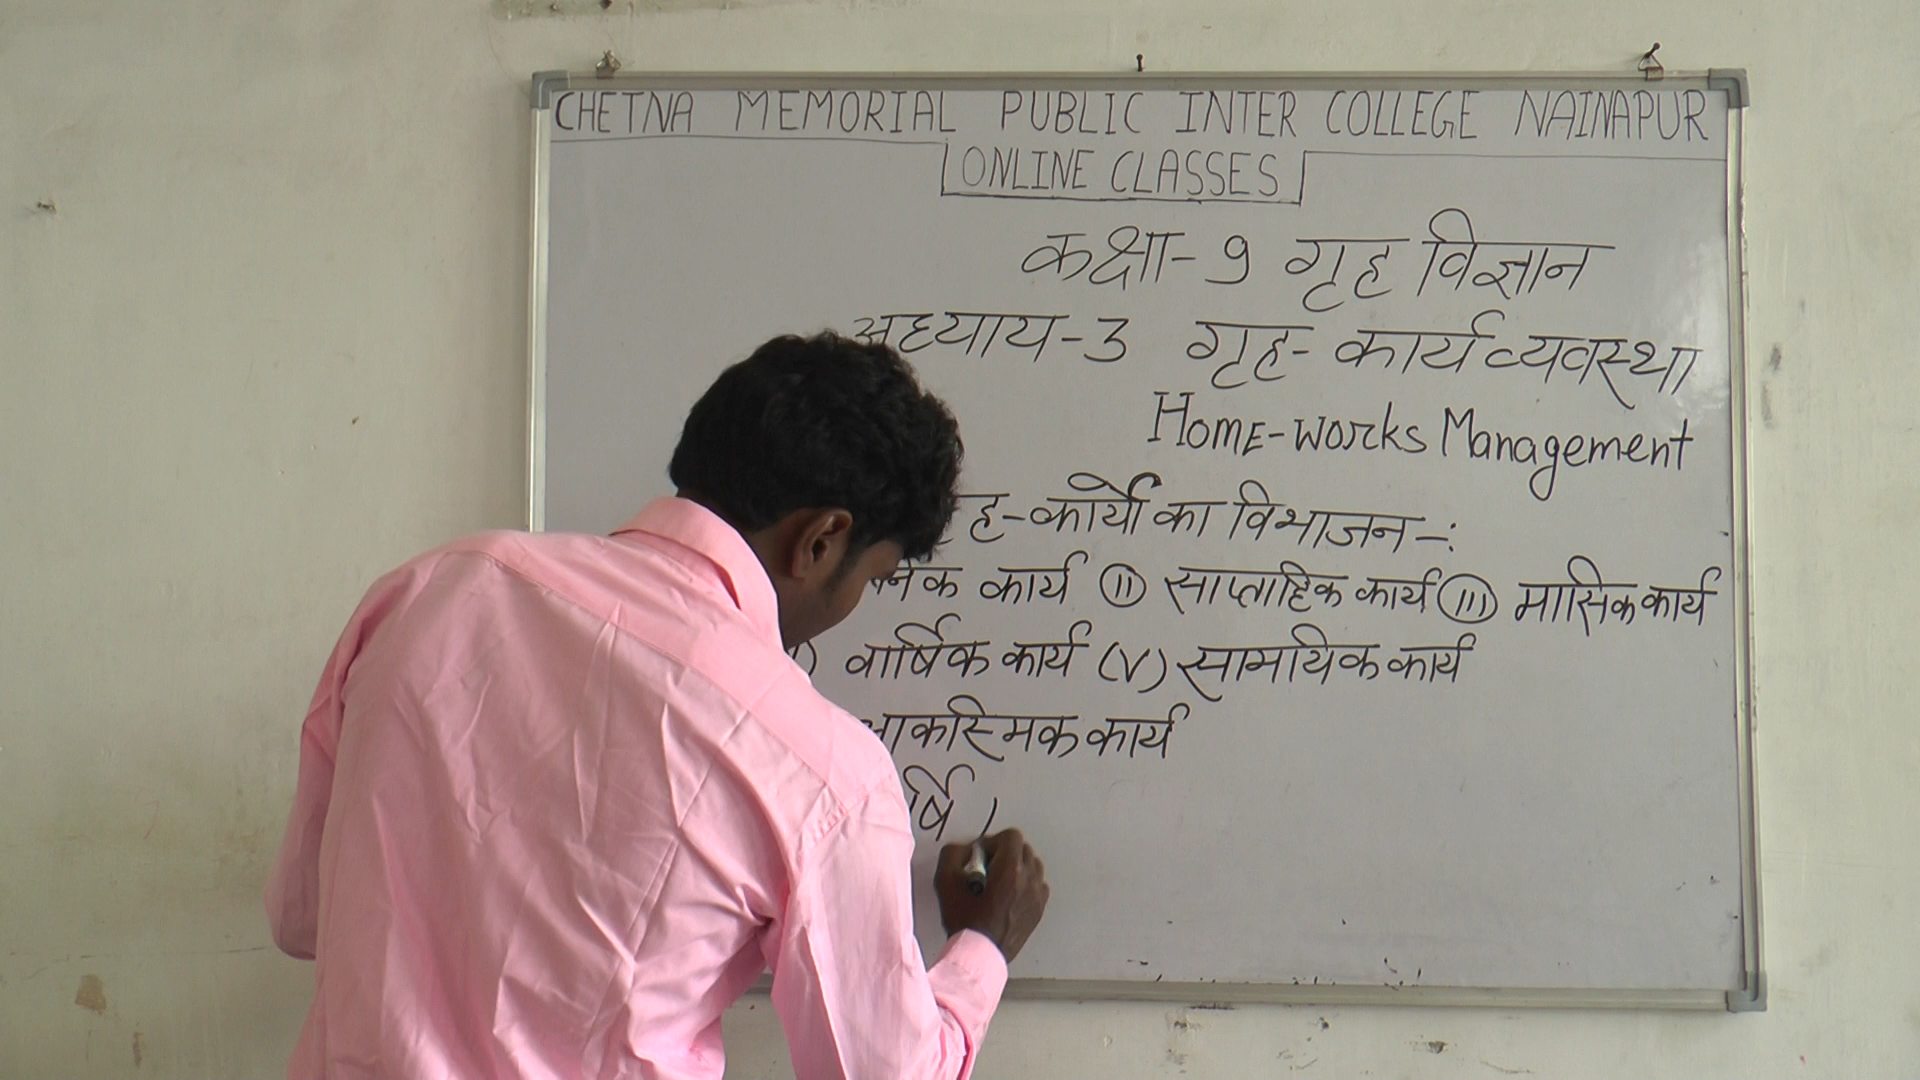 CHETNA MEMORIAL PUBLIC INTER COLLEGE NAINAPUR
ONLINE CLASSES
कक्षा-9 गृह विज्ञान
अध्याय-3 गृह-कार्य व्यवस्था
HomE-works Management
ह-कार्यों का विभाजन-:
कार्य (II) साप्ताहिक कार्य (III) मासिक कार्य
वार्षिक कार्य (V) सामयिक कार्य
आकस्मिक कार्य